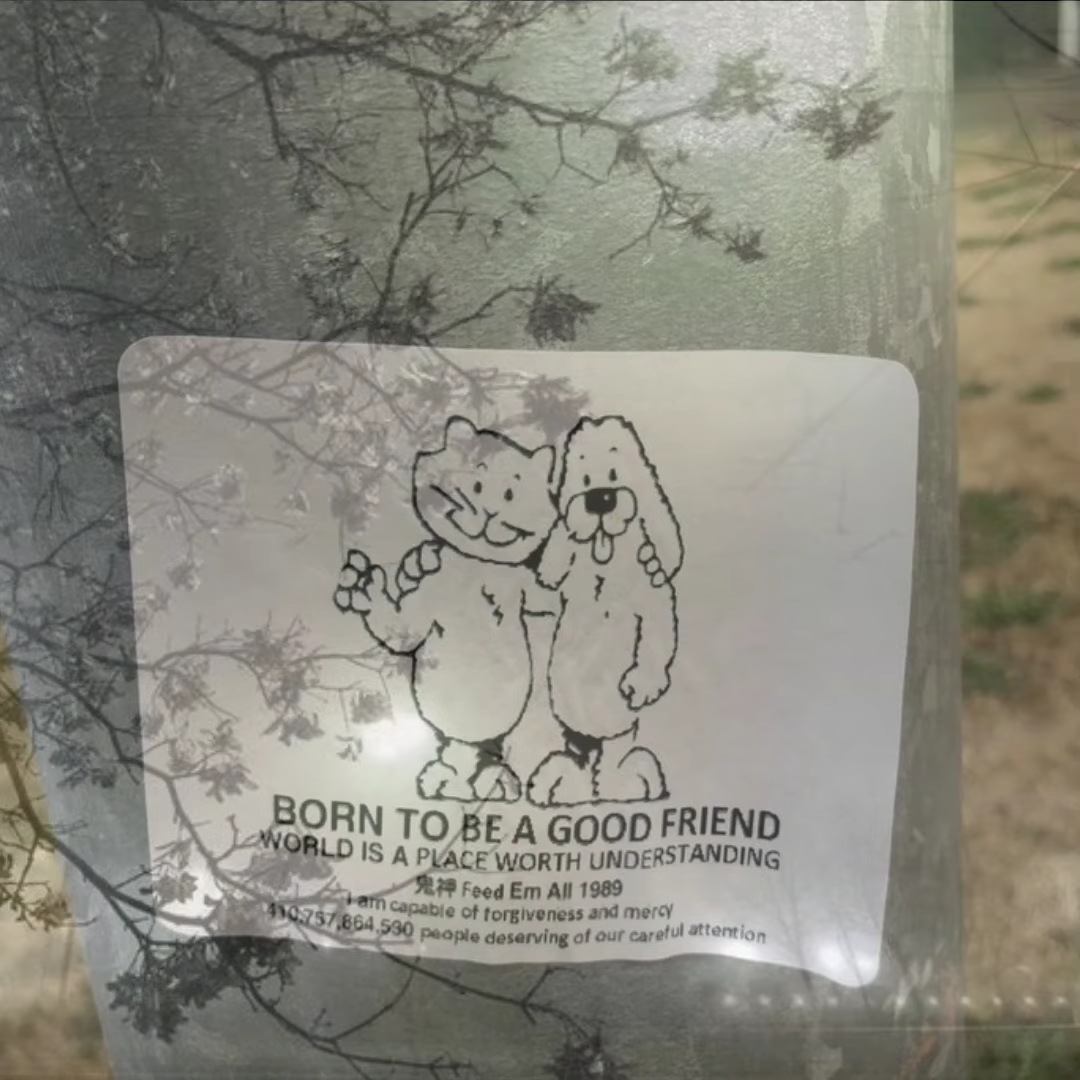 BORN TO BE A GOOD FRIEND
WORLD IS A PLACE WORTH UNDERSTANDING
鬼神 Feed Em All 1989
I am capable of forgiveness and mercy
410,757,864,530 people deserving of our careful attention